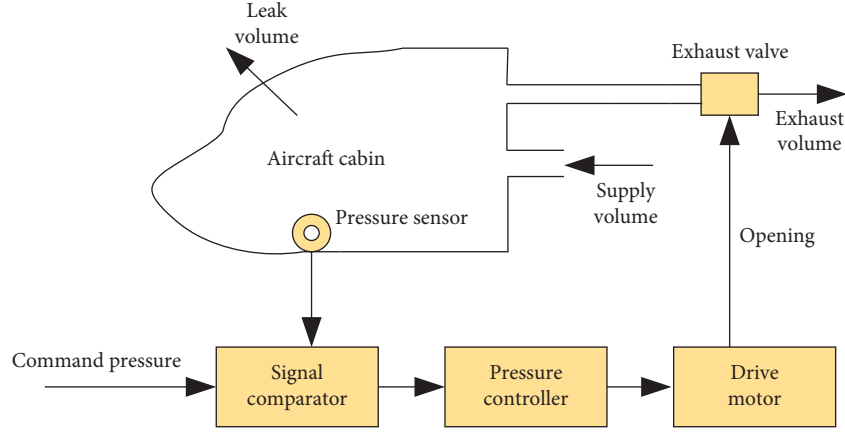 Leak
volume
Exhaust valve
Exhaust
volume
Aircraft cabin
Supply
volume
Pressure sensor
Opening
Command pressure
Signal
comparator
Pressure
controller
Drive
motor